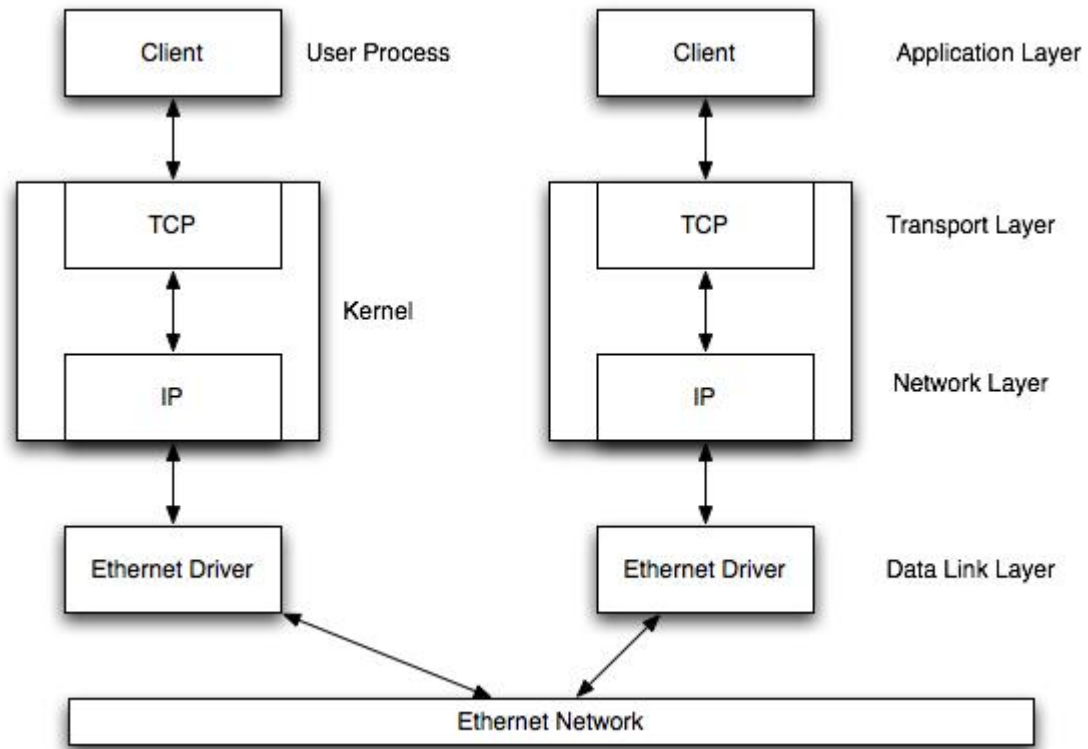 Client
User Process
Client
Application Layer
TCP
TCP
Transport Layer
Kernel
IP
IP
Network Layer
Ethernet Driver
Ethernet Driver
Data Link Layer
Ethernet Network